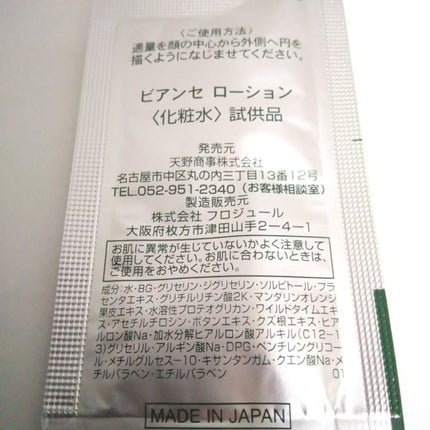 〈ご使用方法〉
適量を顔の中心から外側へ円を
描くようになじませてください。
ビアンセ ローション
〈化粧水〉試供品
発売元
天野商事株式会社
名古屋市中区丸の内三丁目13番12号
TEL.052-951-2340（お客様相談室）
製造販売元
株式会社 フロジュール
大阪府枚方市津田山手2-4-1
お肌に異常が生じていないかよく注意して
使用してください。お肌に合わないときは、
ご使用をおやめください。
成分:水・BG・グリセリン・ジグリセリン・ソルビトール・プラ
センタエキス・グリチルリチン酸2K・マンダリンオレンジ
果皮エキス・水溶性プロテオグリカン・ワイルドタイムエキ
ス・アセチルチロシン・ボタンエキス・クズ根エキス・ヒア
ルロン酸Na・加水分解ヒアルロン酸アルキル(C12-1
3)グリセリル・アルギン酸Na・DPG・ペンチレングリコー
ル・メチルグルセス-10・キサンタンガム・クエン酸Na・メ
チルパラベン・エチルパラベン 01
MADE IN JAPAN